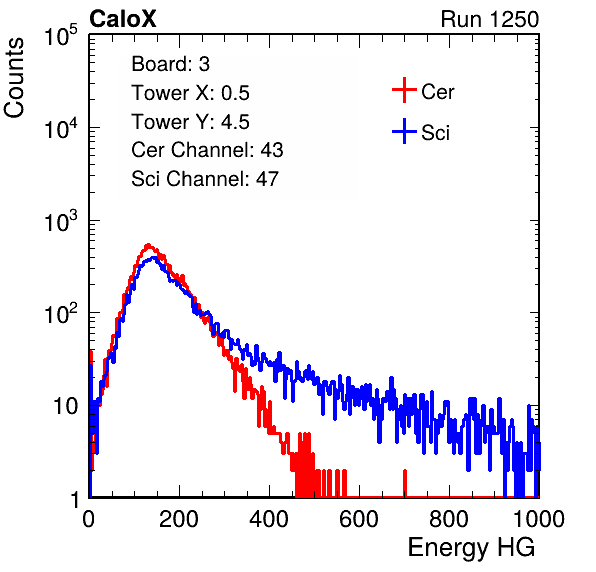 CaloX Run 1250
Counts
10^5
10^4
10^3
10^2
10
1
Board: 3
Tower X: 0.5
Tower Y: 4.5
Cer Channel: 43
Sci Channel: 47
Cer
Sci
0 200 400 600 800 1000
Energy HG